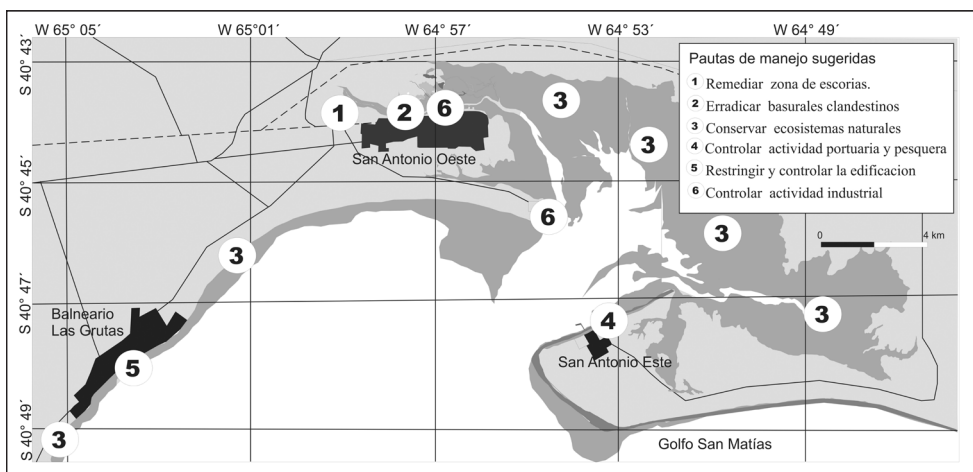 W 65° 05´ W 65° 01´ W 64° 57´ W 64° 53´ W 64° 49´
S 40° 43´
S 40° 45´
S 40° 47´
S 40° 49´
Pautas de manejo sugeridas
1 Remediar zona de escorias.
2 Erradicar basurales clandestinos
3 Conservar ecosistemas naturales
4 Controlar actividad portuaria y pesquera
5 Restringir y controlar la edificacion
6 Controlar actividad industrial
0 4 km
1
2
6
3
3
San Antonio Oeste
6
3
3
3
Balneario
Las Grutas
4
5
San Antonio Este
3
Golfo San Matías